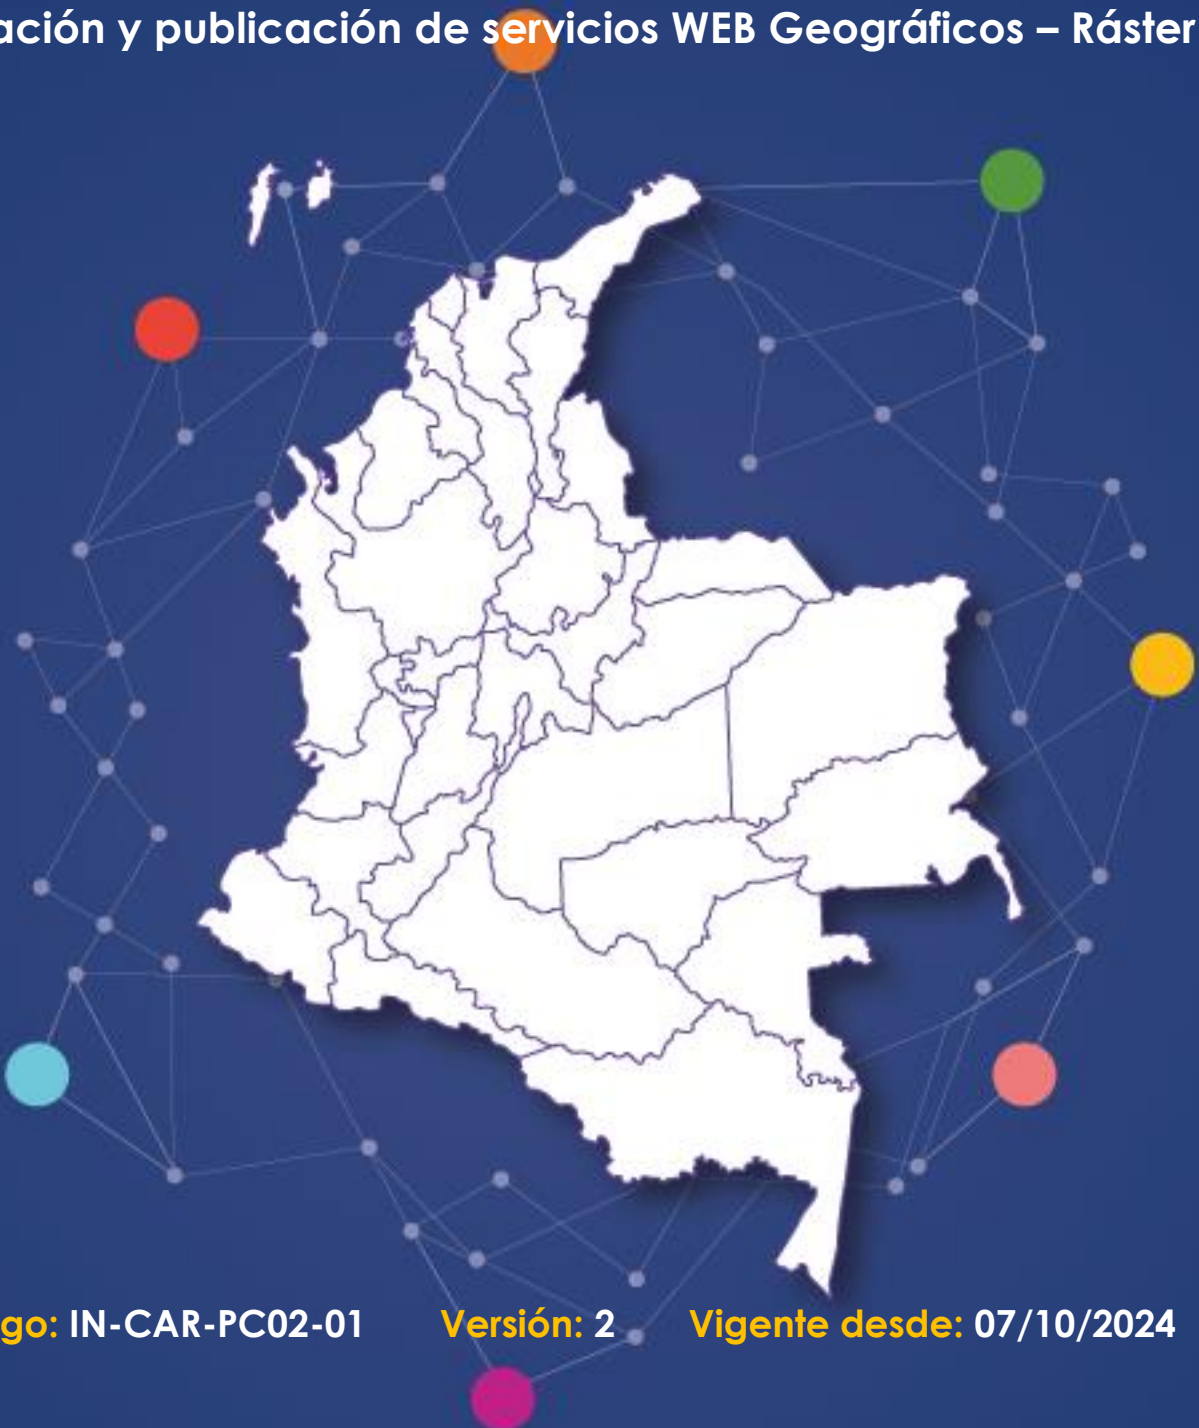 ación y publicación de servicios WEB Geográficos – Ráster
go: IN-CAR-PC02-01 Versión: 2 Vigente desde: 07/10/2024